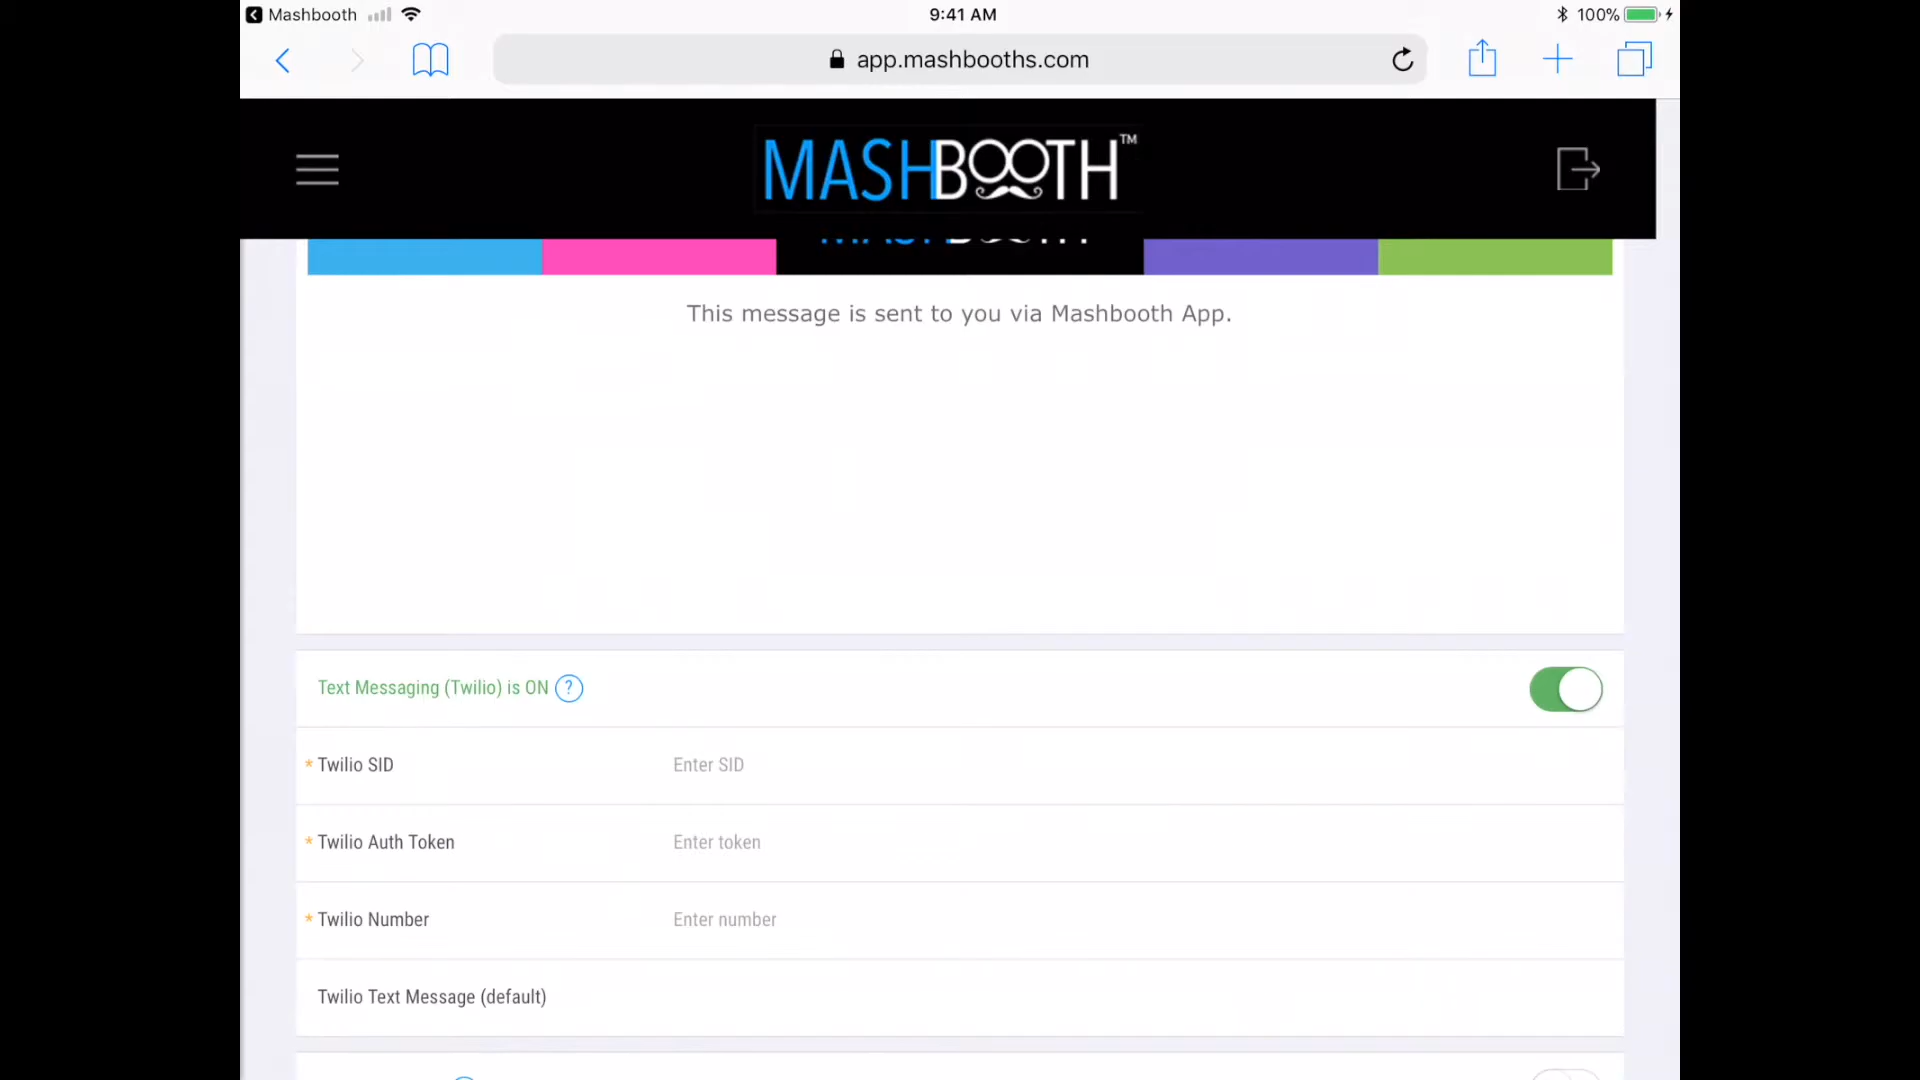 Mashbooth
9:41 AM
100%
app.mashbooths.com
MASHBOOTH™
This message is sent to you via Mashbooth App.
Text Messaging (Twilio) is ON ?
* Twilio SID Enter SID
* Twilio Auth Token Enter token
* Twilio Number Enter number
Twilio Text Message (default)